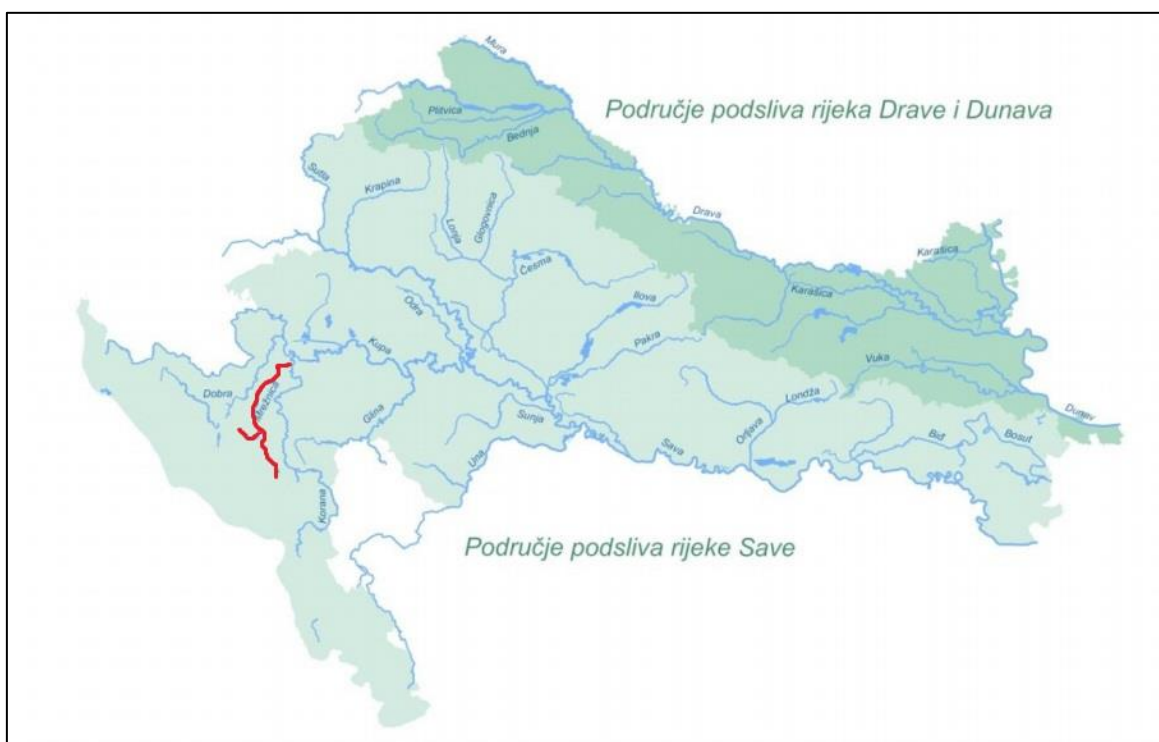 Mura
Plitvica
Područje podsliva rijeka Drave i Dunava
Bednja
Sutla
Krapina
Lonja
Glogovnica
Drava
Karašica
Česma
Ilova
Karašica
Odra
Pakra
Kupa
Vuka
Dobra
Mrežnica
Londža
Dunav
Glina
Sunja
Orljava
Sava
Biđ
Bosut
Una
Korana
Područje podsliva rijeke Save